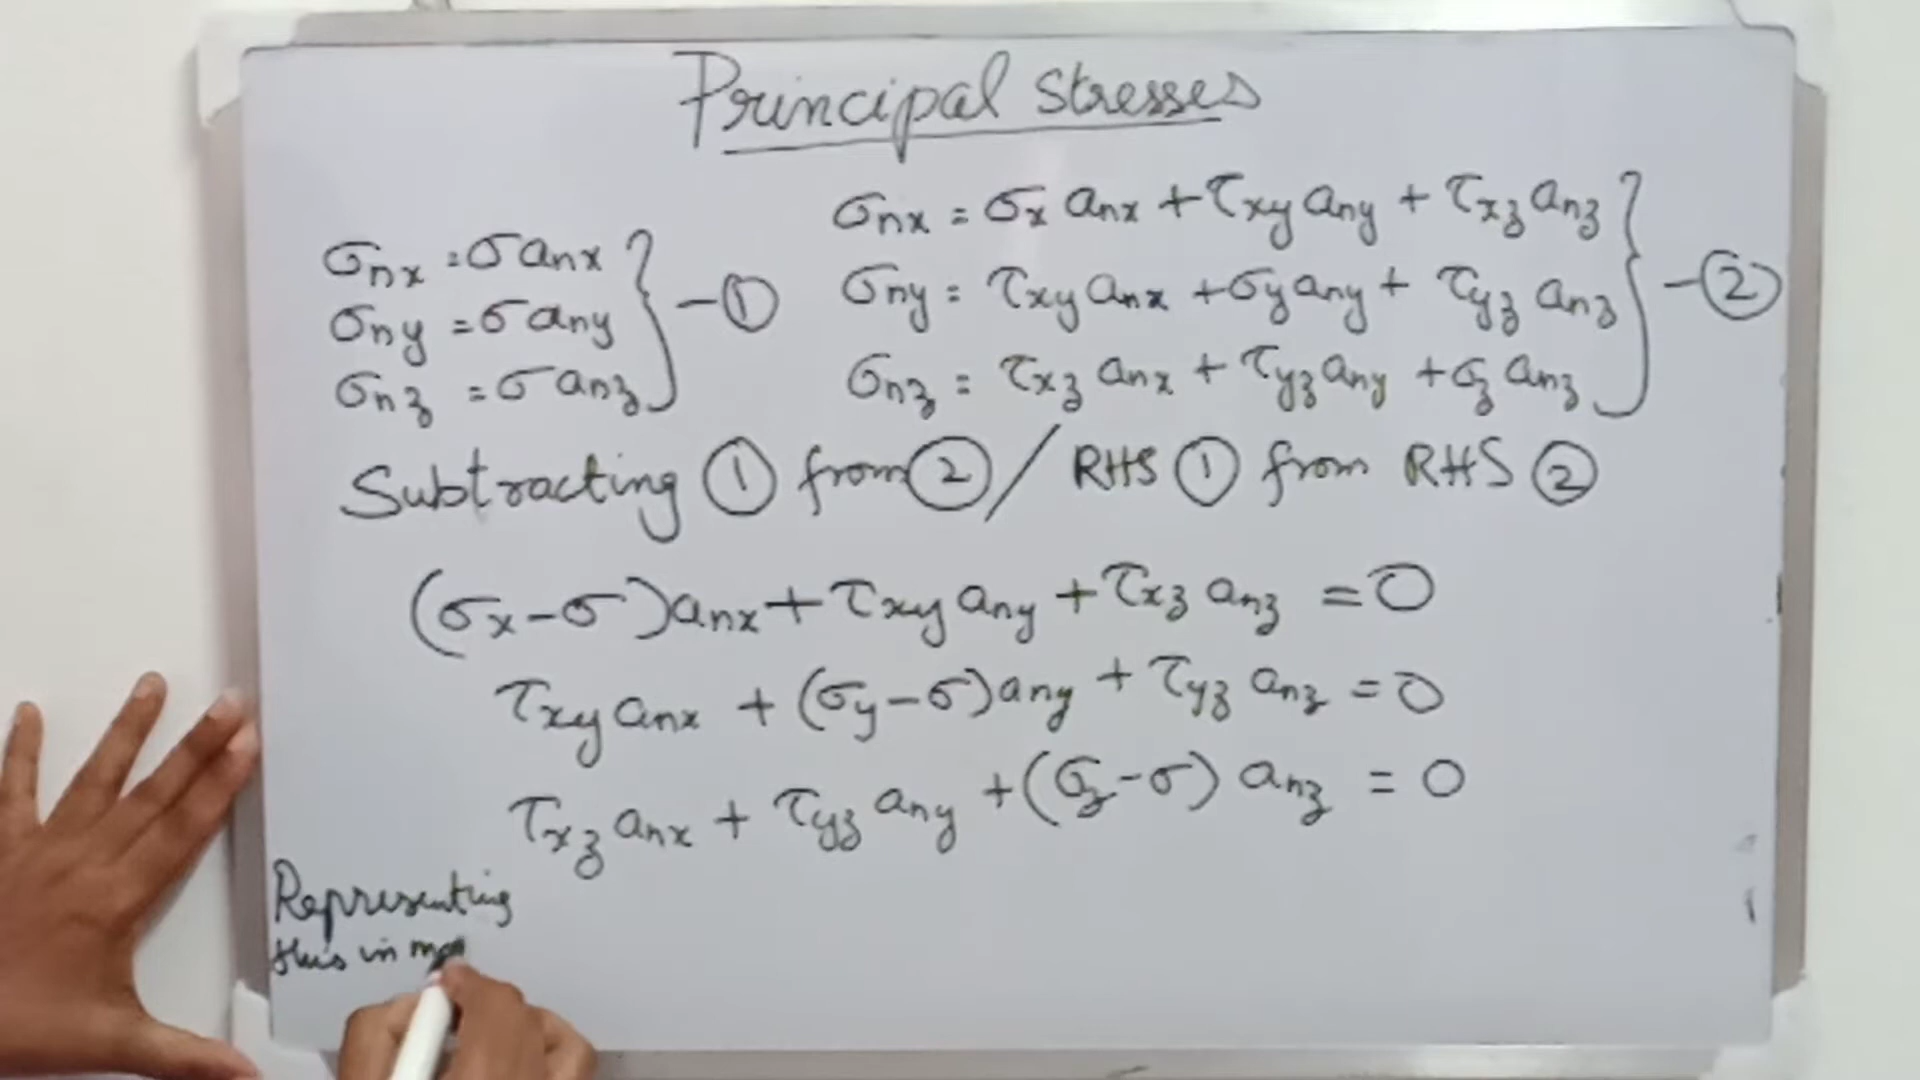 Principal stresses
σnx = σ anx
σny = σ any
σnz = σ anz
} - ①
σnx = σx anx + τxy any + τxz anz
σny = τxy anx + σy any + τyz anz
σnz = τxz anx + τyz any + σz anz
} - ②
Subtracting ① from ② / RHS ① from RHS ②
(σx - σ) anx + τxy any + τxz anz = 0
τxy anx + (σy - σ) any + τyz anz = 0
τxz anx + τyz any + (σz - σ) anz = 0
Representing
this in